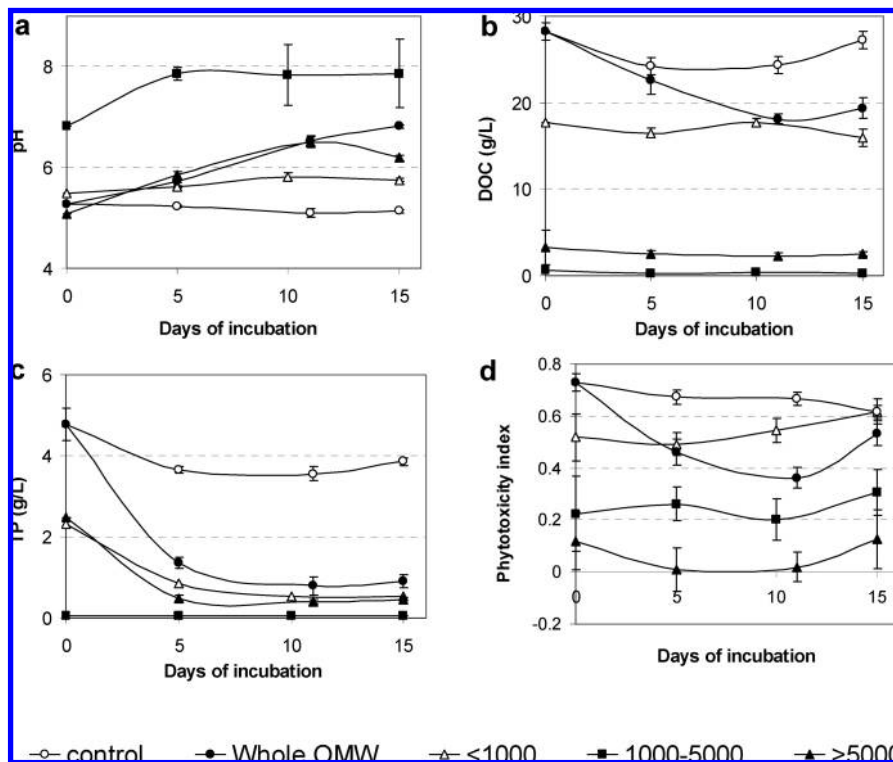 a
8
6
4
pH
0 5 10 15
Days of incubation
b
30
20
10
0
DOC (g/L)
0 5 10 15
Days of incubation
c
6
4
2
0
TP (g/L)
0 5 10 15
Days of incubation
d
0.8
0.6
0.4
0.2
0
-0.2
Phytotoxicity index
0 5 10 15
Days of incubation
control Whole OMW <1000 1000-5000 >5000